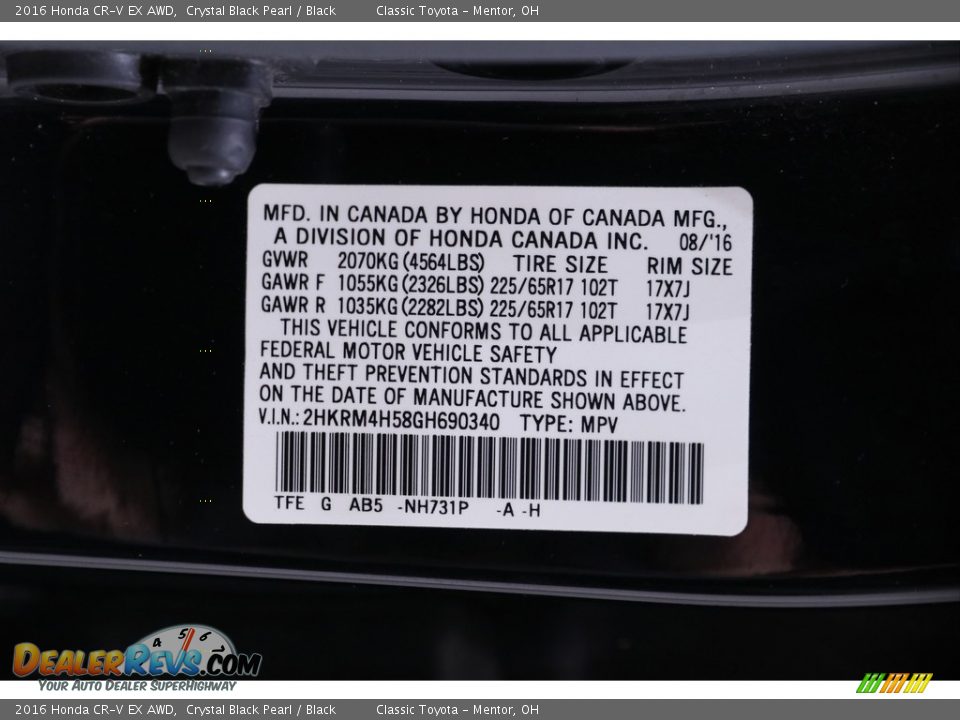 2016 Honda CR-V EX AWD, Crystal Black Pearl / Black Classic Toyota - Mentor, OH
MFD. IN CANADA BY HONDA OF CANADA MFG.,
A DIVISION OF HONDA CANADA INC. 08/'16
GVWR 2070KG (4564LBS) TIRE SIZE RIM SIZE
GAWR F 1055KG (2326LBS) 225/65R17 102T 17X7J
GAWR R 1035KG (2282LBS) 225/65R17 102T 17X7J
THIS VEHICLE CONFORMS TO ALL APPLICABLE
FEDERAL MOTOR VEHICLE SAFETY
AND THEFT PREVENTION STANDARDS IN EFFECT
ON THE DATE OF MANUFACTURE SHOWN ABOVE.
V.I.N.: 2HKRM4H58GH690340 TYPE: MPV
TFE G AB5 -NH731P -A -H
4 5 6 7
DEALERREVS.COM
YOUR AUTO DEALER SUPERHIGHWAY
2016 Honda CR-V EX AWD, Crystal Black Pearl / Black Classic Toyota - Mentor, OH